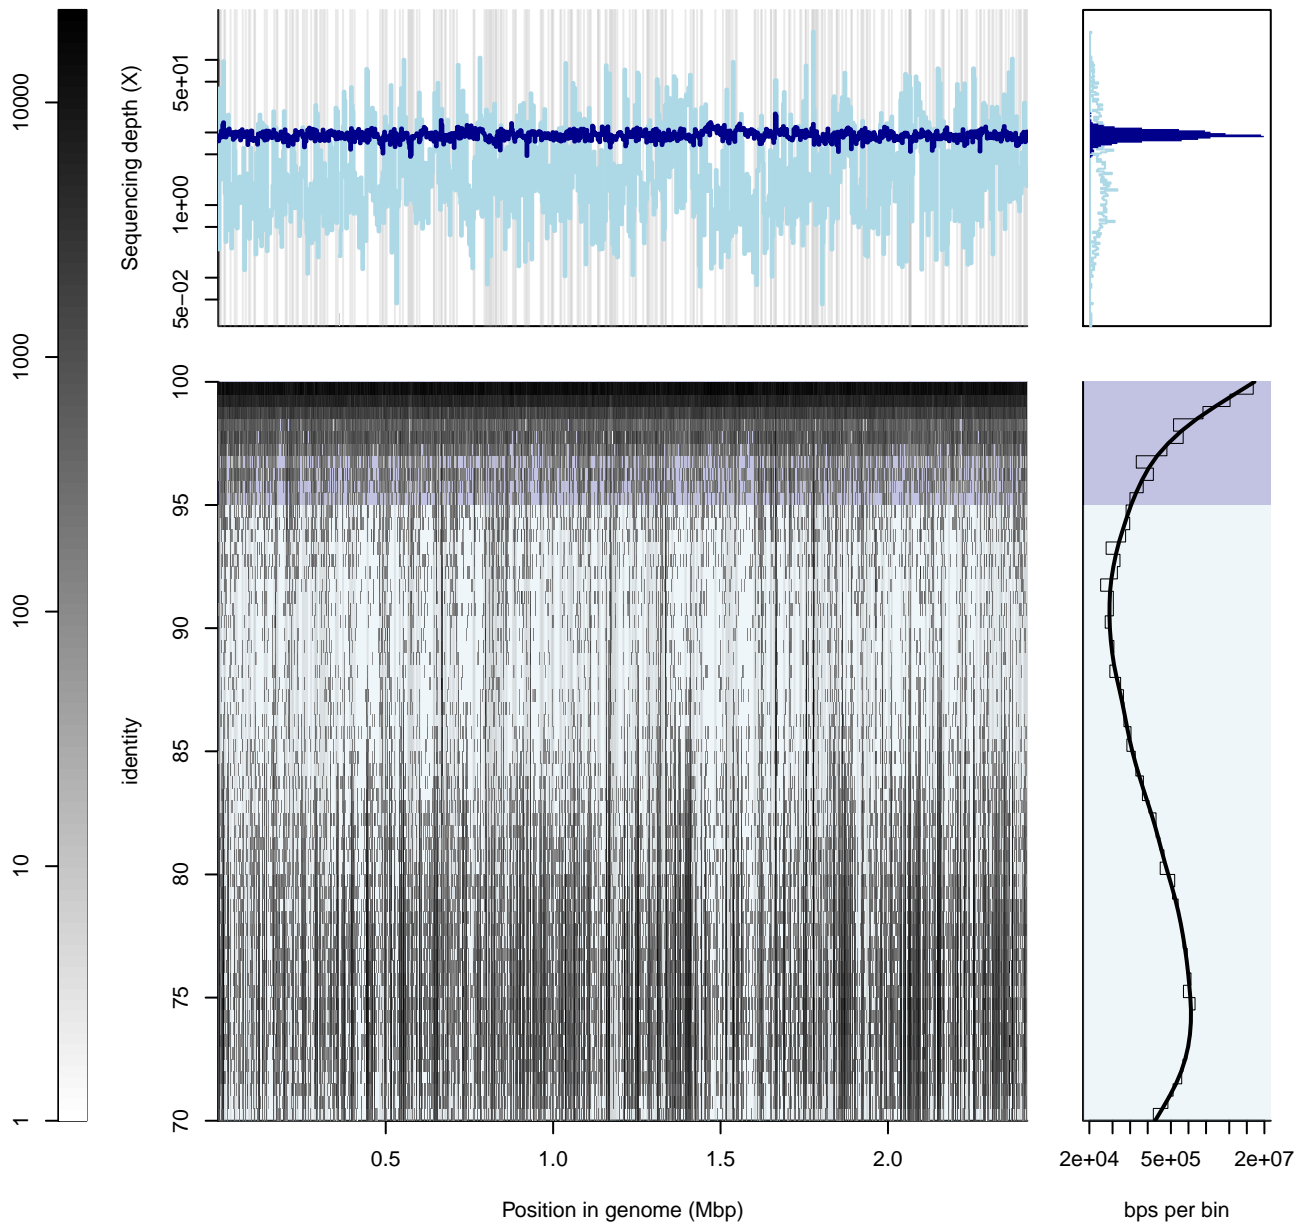 10000
1000
100
10
1
Sequencing depth (X)
5e+01
1e+00
5e−02
identity
100
95
90
85
80
75
70
0.5 1.0 1.5 2.0
Position in genome (Mbp)
2e+04 5e+05 2e+07
bps per bin